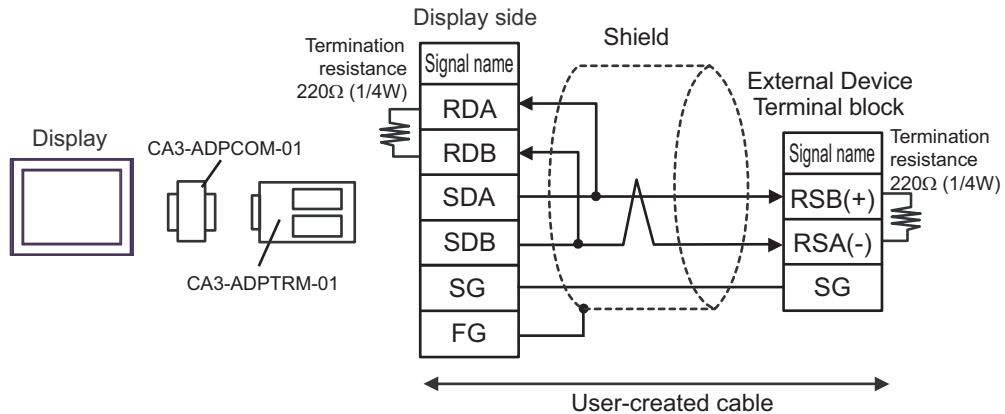 Display
CA3-ADPCOM-01
CA3-ADPTRM-01
Display side
Termination
resistance
220Ω (1/4W)
Signal name
RDA
RDB
SDA
SDB
SG
FG
Shield
External Device
Terminal block
Signal name
RSB(+)
RSA(-)
SG
Termination
resistance
220Ω (1/4W)
User-created cable